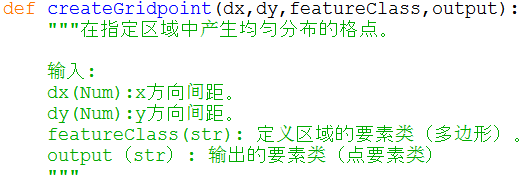 def createGridpoint(dx,dy,featureClass,output):
"""在指定区域中产生均匀分布的格点。
输入:
dx(Num):x方向间距。
dy(Num):y方向间距。
featureClass(str): 定义区域的要素类（多边形）。
output（str）: 输出的要素类（点要素类）
"""